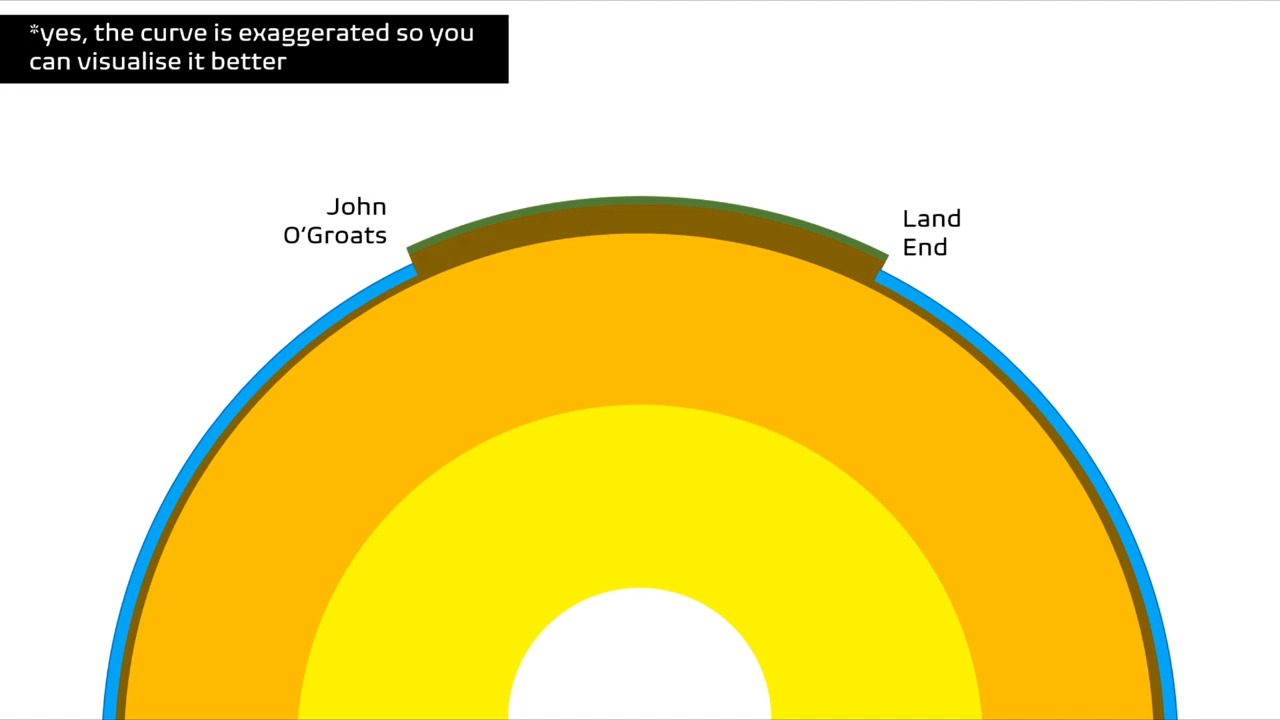 *yes, the curve is exaggerated so you
can visualise it better
John
O‘Groats
Land
End